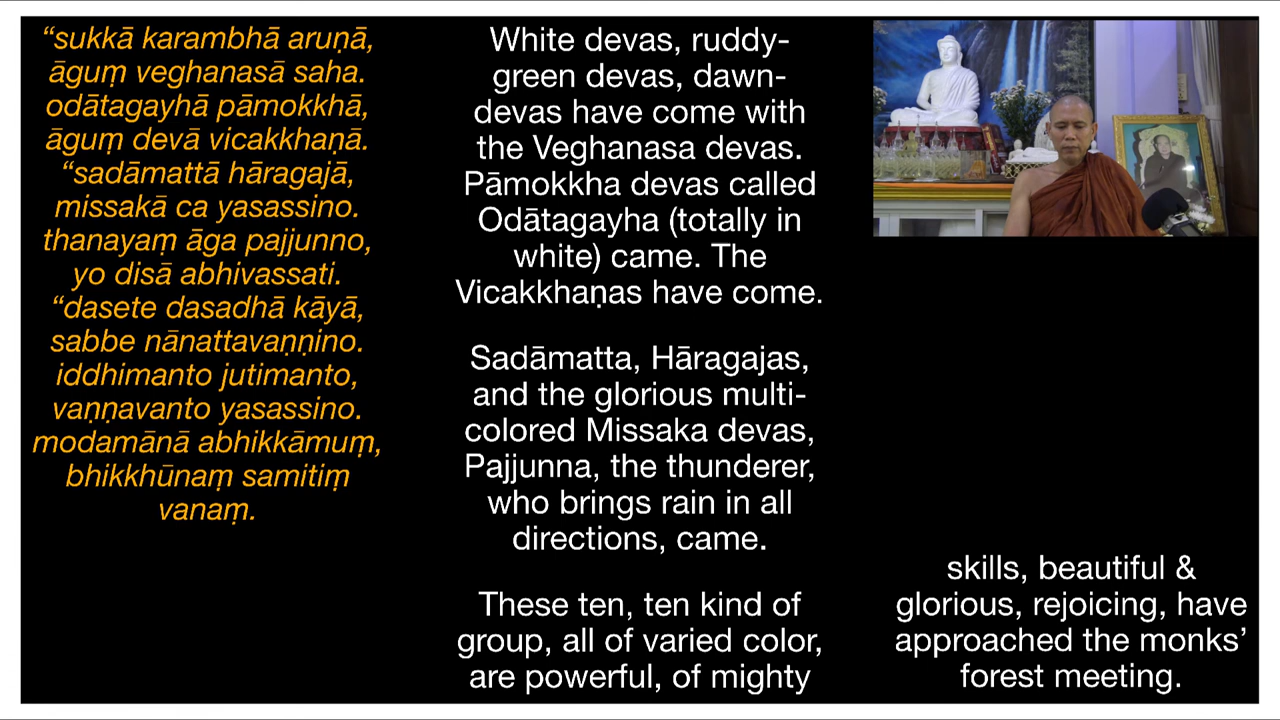 “sukkā karambhā aruṇā,
āguṃ veghanasā saha.
odātagayhā pāmokkhā,
āguṃ devā vicakkhaṇā.
“sadāmattā hāragajā,
missakā ca yasassino.
thanayaṃ āga pajjunno,
yo disā abhivassati.
“dasete dasadhā kāyā,
sabbe nānattavaṇṇino.
iddhimanto jutimanto,
vaṇṇavanto yasassino.
modamānā abhikkāmuṃ,
bhikkhūnaṃ samitiṃ
vanaṃ.
White devas, ruddy-
green devas, dawn-
devas have come with
the Veghanasa devas.
Pāmokkha devas called
Odātagayha (totally in
white) came. The
Vicakkhaṇas have come.
Sadāmatta, Hāragajas,
and the glorious multi-
colored Missaka devas,
Pajjunna, the thunderer,
who brings rain in all
directions, came.
These ten, ten kind of
group, all of varied color,
are powerful, of mighty
skills, beautiful &
glorious, rejoicing, have
approached the monks’
forest meeting.